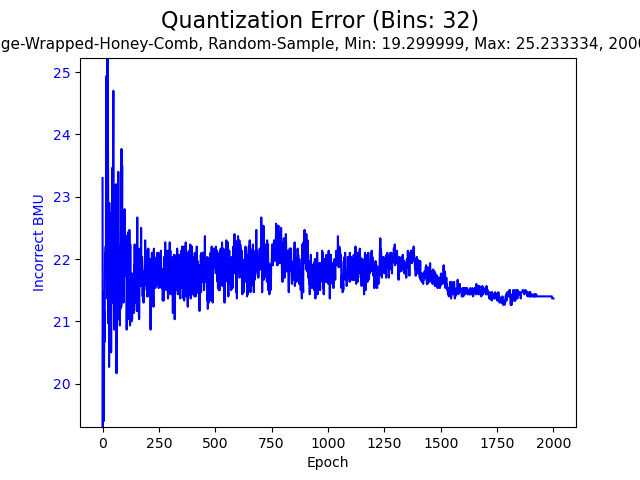 Quantization Error (Bins: 32)
ge-Wrapped-Honey-Comb, Random-Sample, Min: 19.299999, Max: 25.233334, 200
25
24
23
22
21
20
Incorrect BMU
0 250 500 750 1000 1250 1500 1750 2000
Epoch